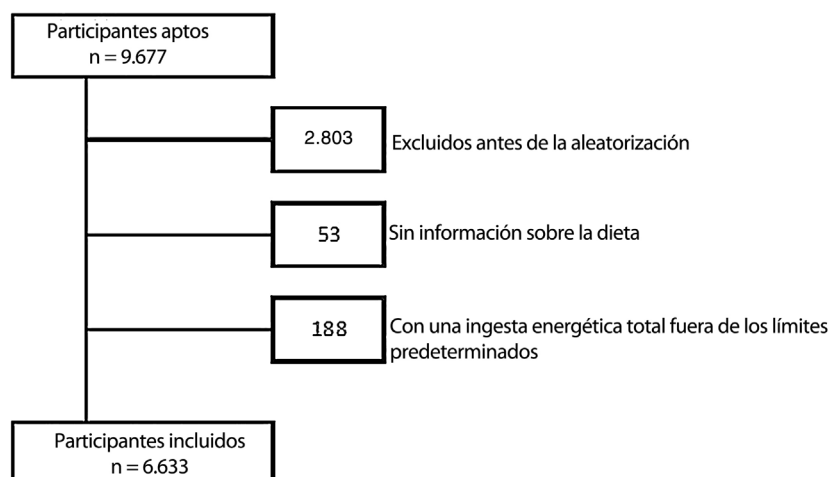 Participantes aptos
n = 9.677
2.803
Excluidos antes de la aleatorización
53
Sin información sobre la dieta
188
Con una ingesta energética total fuera de los límites
predeterminados
Participantes incluidos
n = 6.633